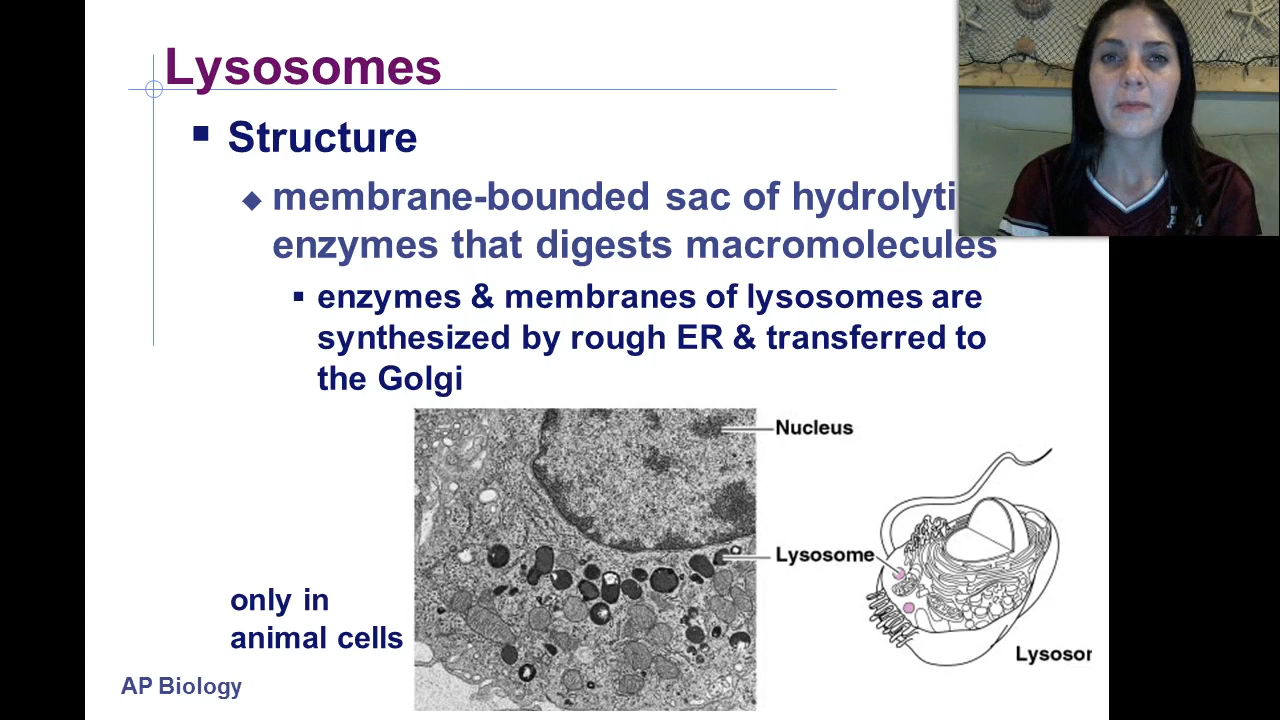 Lysosomes
Structure
membrane-bounded sac of hydrolyti
enzymes that digests macromolecules
enzymes & membranes of lysosomes are
synthesized by rough ER & transferred to
the Golgi
Nucleus
Lysosome
only in
animal cells
Lysosor
AP Biology